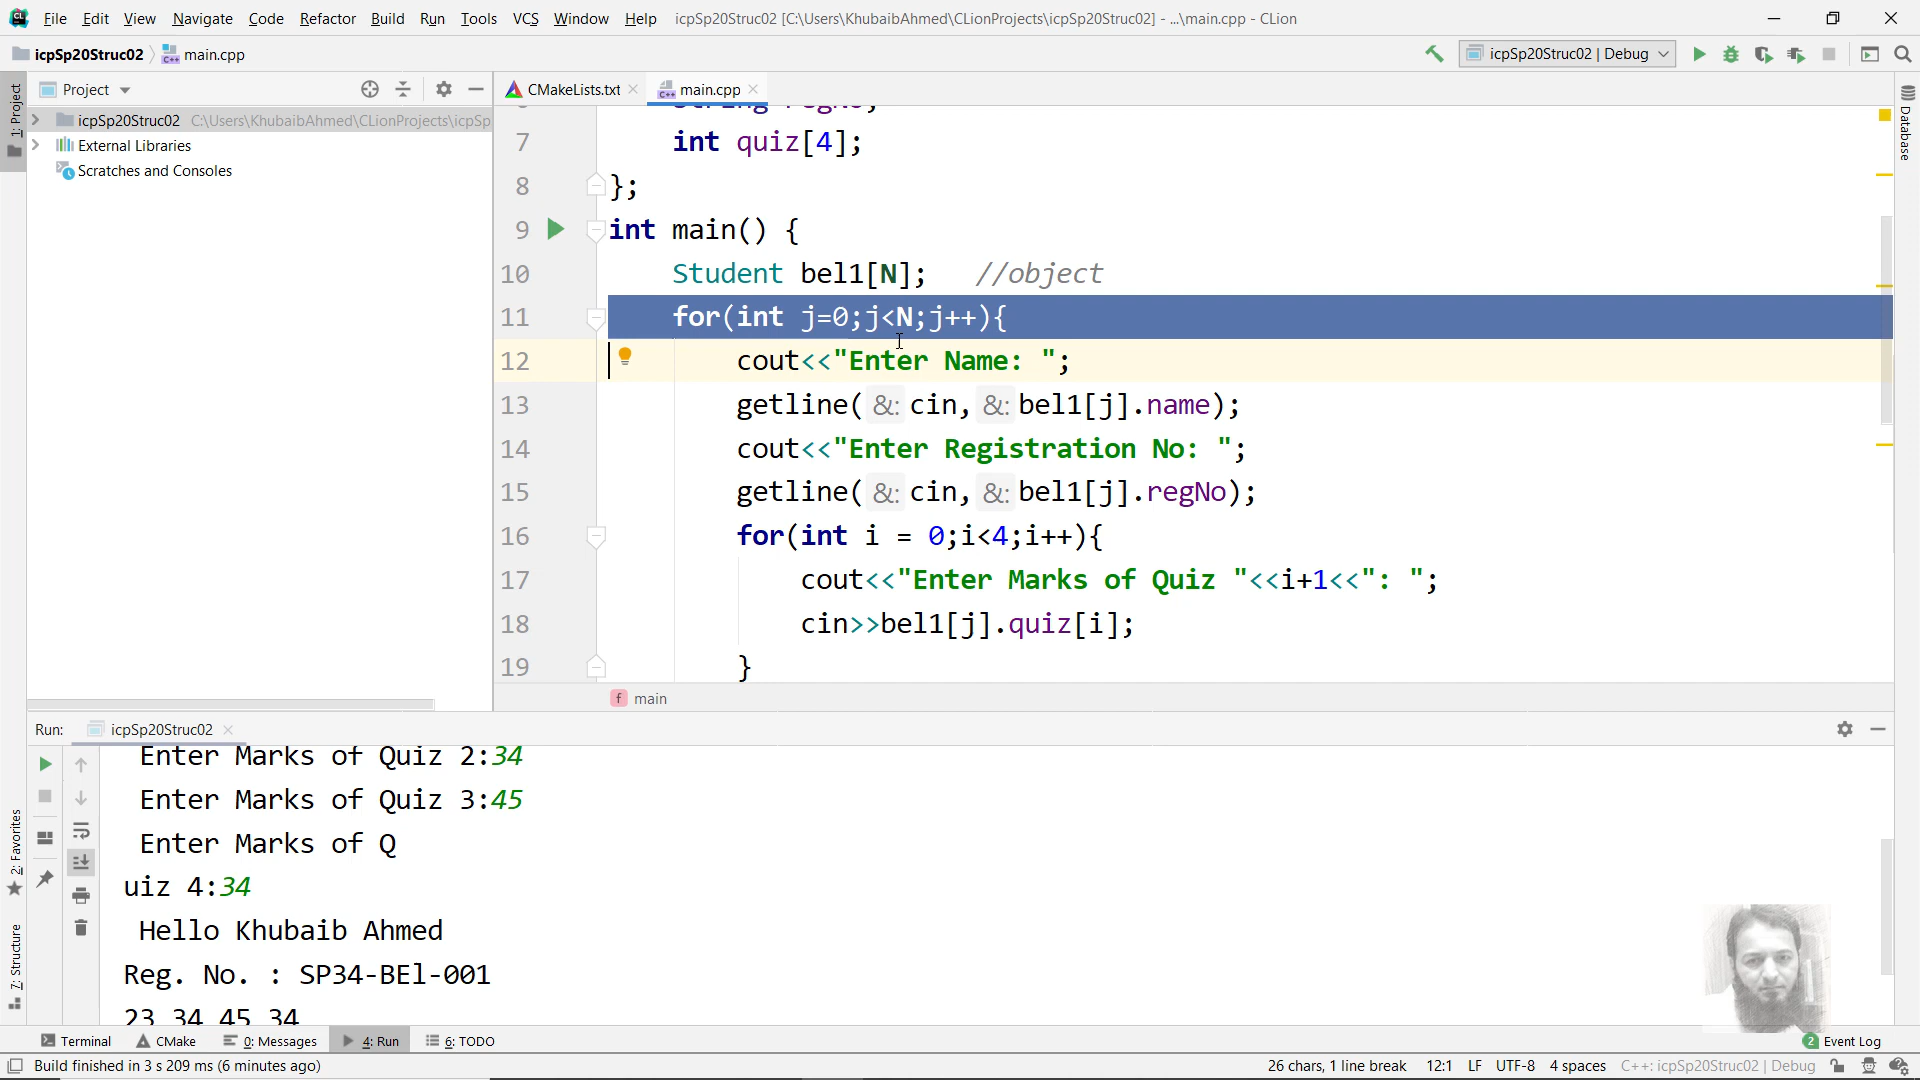 File Edit View Navigate Code Refactor Build Run Tools VCS Window Help icpSp20Struc02 [C:\Users\KhubaibAhmed\CLionProjects\icpSp20Struc02] - ...\main.cpp - CLion
icpSp20Struc02 main.cpp icpSp20Struc02 | Debug
Project CMakeLists.txt main.cpp
1: Project
Database
icpSp20Struc02 C:\Users\KhubaibAhmed\CLionProjects\icpSp
External Libraries
Scratches and Consoles
7 int quiz[4];
8 };
9 int main() {
10 Student bel1[N]; //object
11 for(int j=0;j<N;j++){
12 cout<<"Enter Name: ";
13 getline( &: cin, &: bel1[j].name);
14 cout<<"Enter Registration No: ";
15 getline( &: cin, &: bel1[j].regNo);
16 for(int i = 0;i<4;i++){
17 cout<<"Enter Marks of Quiz "<<i+1<<": ";
18 cin>>bel1[j].quiz[i];
19 }
f main
Run: icpSp20Struc02
Enter Marks of Quiz 2:34
Enter Marks of Quiz 3:45
Enter Marks of Q
uiz 4:34
Hello Khubaib Ahmed
Reg. No. : SP34-BEl-001
23 34 45 34
2: Favorites
7: Structure
Terminal CMake 0: Messages 4: Run 6: TODO 2 Event Log
Build finished in 3 s 209 ms (6 minutes ago) 26 chars, 1 line break 12:1 LF UTF-8 4 spaces C++: icpSp20Struc02 | Debug